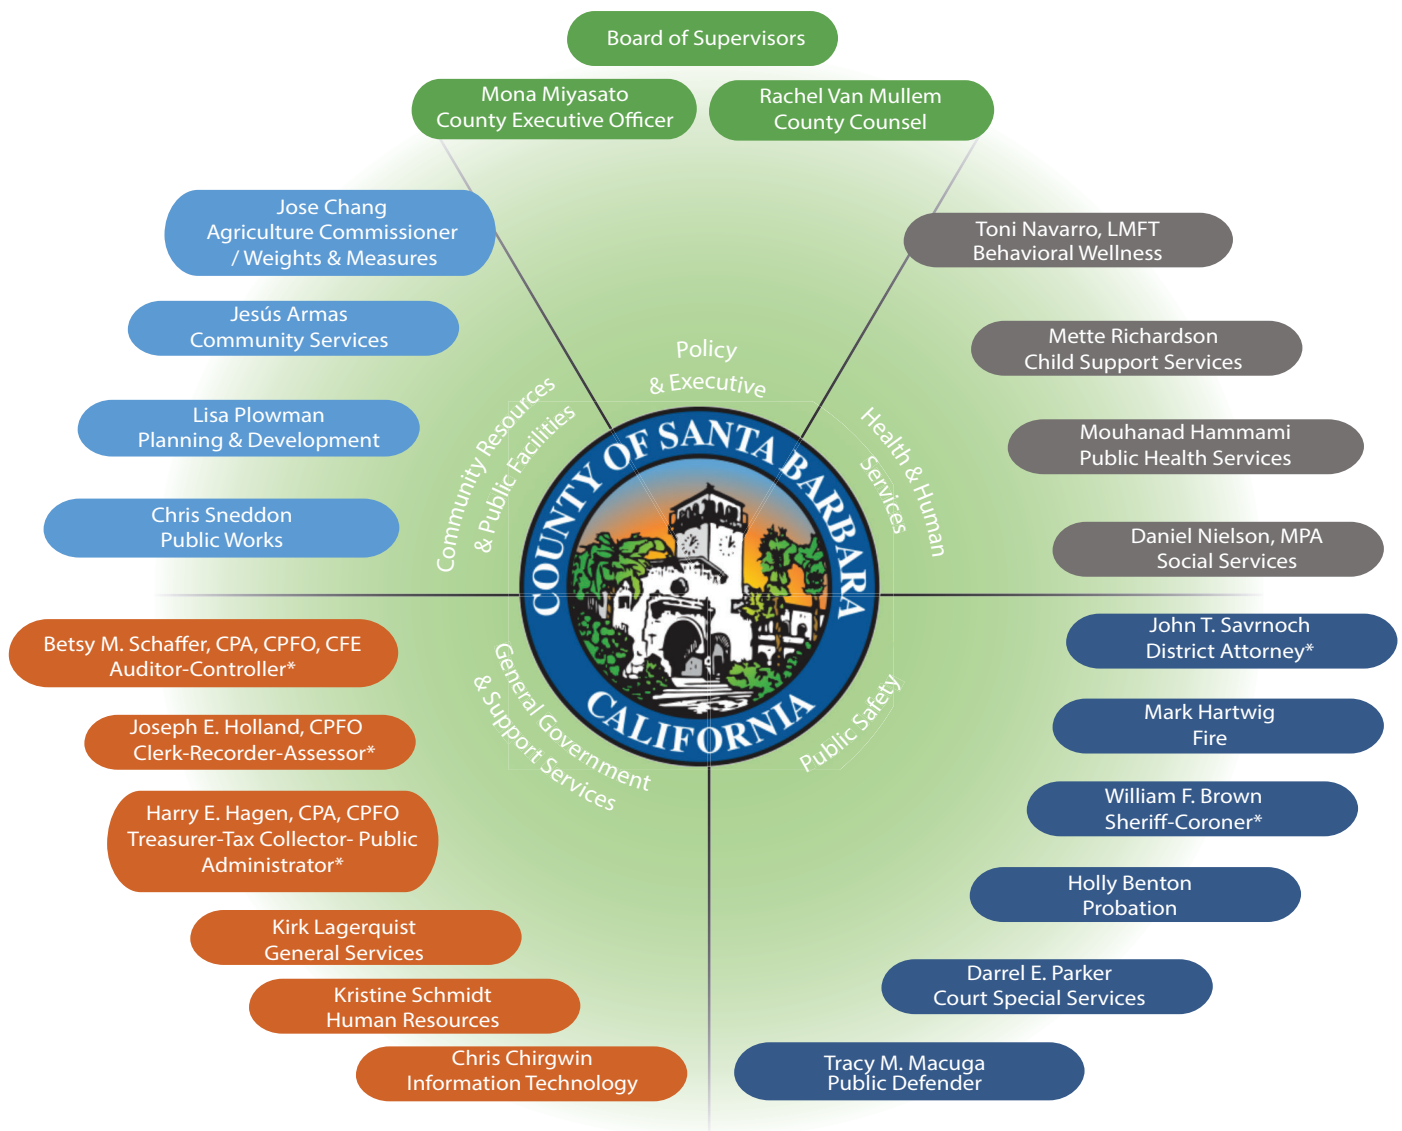 Board of Supervisors
Mona Miyasato
County Executive Officer
Rachel Van Mullem
County Counsel
Jose Chang
Agriculture Commissioner
/ Weights & Measures
Jesús Armas
Community Services
Lisa Plowman
Planning & Development
Chris Sneddon
Public Works
Toni Navarro, LMFT
Behavioral Wellness
Mette Richardson
Child Support Services
Mouhanad Hammami
Public Health Services
Daniel Nielson, MPA
Social Services
Policy
& Executive
Community Resources
& Public Facilities
Health & Human
Services
COUNTY OF SANTA BARBARA
CALIFORNIA
General Government
& Support Services
Public Safety
Betsy M. Schaffer, CPA, CPFO, CFE
Auditor-Controller*
Joseph E. Holland, CPFO
Clerk-Recorder-Assessor*
Harry E. Hagen, CPA, CPFO
Treasurer-Tax Collector- Public
Administrator*
Kirk Lagerquist
General Services
Kristine Schmidt
Human Resources
Chris Chirgwin
Information Technology
John T. Savrnoch
District Attorney*
Mark Hartwig
Fire
William F. Brown
Sheriff-Coroner*
Holly Benton
Probation
Darrel E. Parker
Court Special Services
Tracy M. Macuga
Public Defender